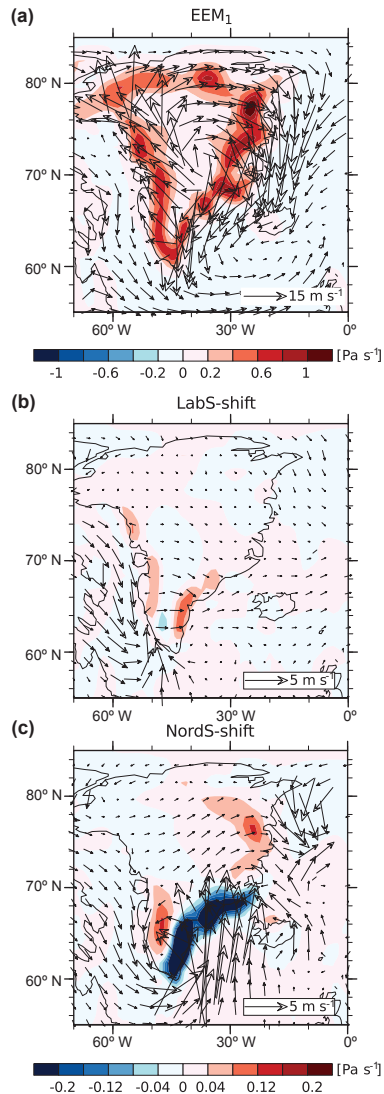 (a) EEM₁
80° N
70° N
60° N
15 m s⁻¹
60° W 30° W 0°
[Pa s⁻¹]
-1 -0.6 -0.2 0 0.2 0.6 1
(b) LabS-shift
80° N
70° N
60° N
5 m s⁻¹
60° W 30° W 0°
(c) NordS-shift
80° N
70° N
60° N
5 m s⁻¹
60° W 30° W 0°
[Pa s⁻¹]
-0.2 -0.12 -0.04 0 0.04 0.12 0.2